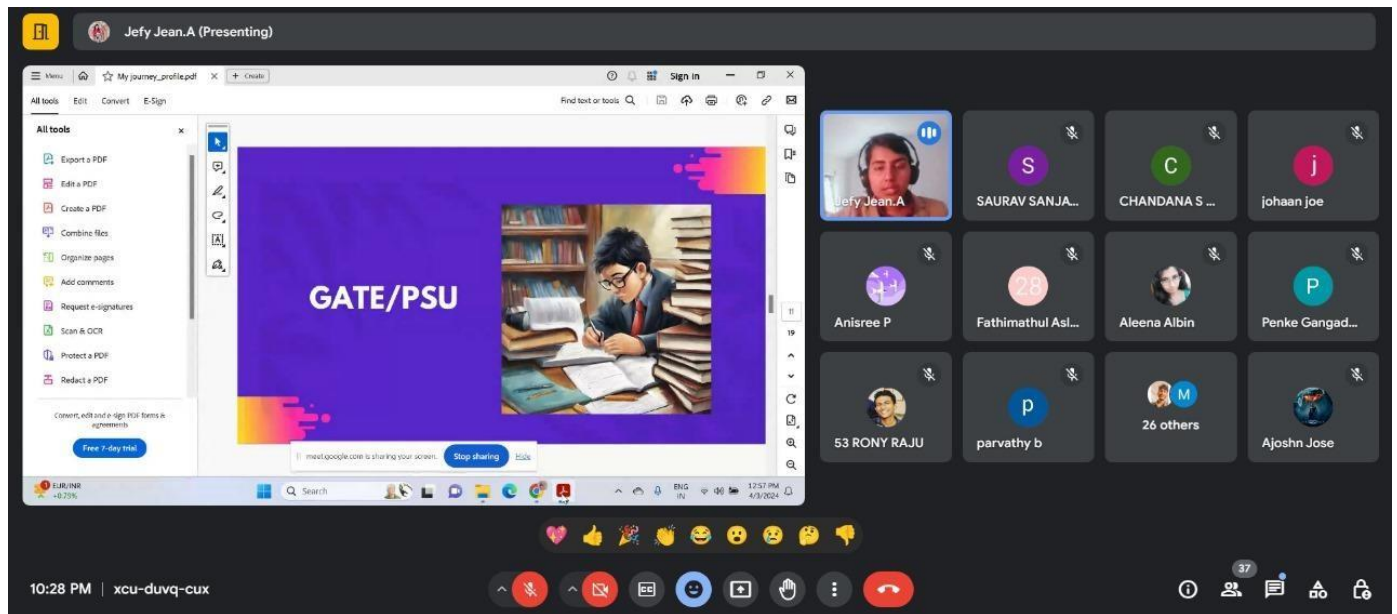 Jefy Jean.A (Presenting)
Menu My journey_profile.pdf + Create Sign in
All tools Edit Convert E-Sign Find text or tools
All tools
Export a PDF
Edit a PDF
Create a PDF
Combine files
Organize pages
Add comments
Request e-signatures
Scan & OCR
Protect a PDF
Redact a PDF
Convert, edit and e-sign PDF forms & agreements
Free 7-day trial
GATE/PSU
11
19
meet.google.com is sharing your screen. Stop sharing Hide
EUR/INR
+0.79%
Search
ENG
IN
12:57 PM
4/3/2024
Jefy Jean.A
S
SAURAV SANJA...
C
CHANDANA S ...
j
johaan joe
Anisree P
28
Fathimathul Asl...
Aleena Albin
P
Penke Gangad...
53 RONY RAJU
p
parvathy b
M
26 others
Ajoshn Jose
10:28 PM | xcu-duvq-cux
37